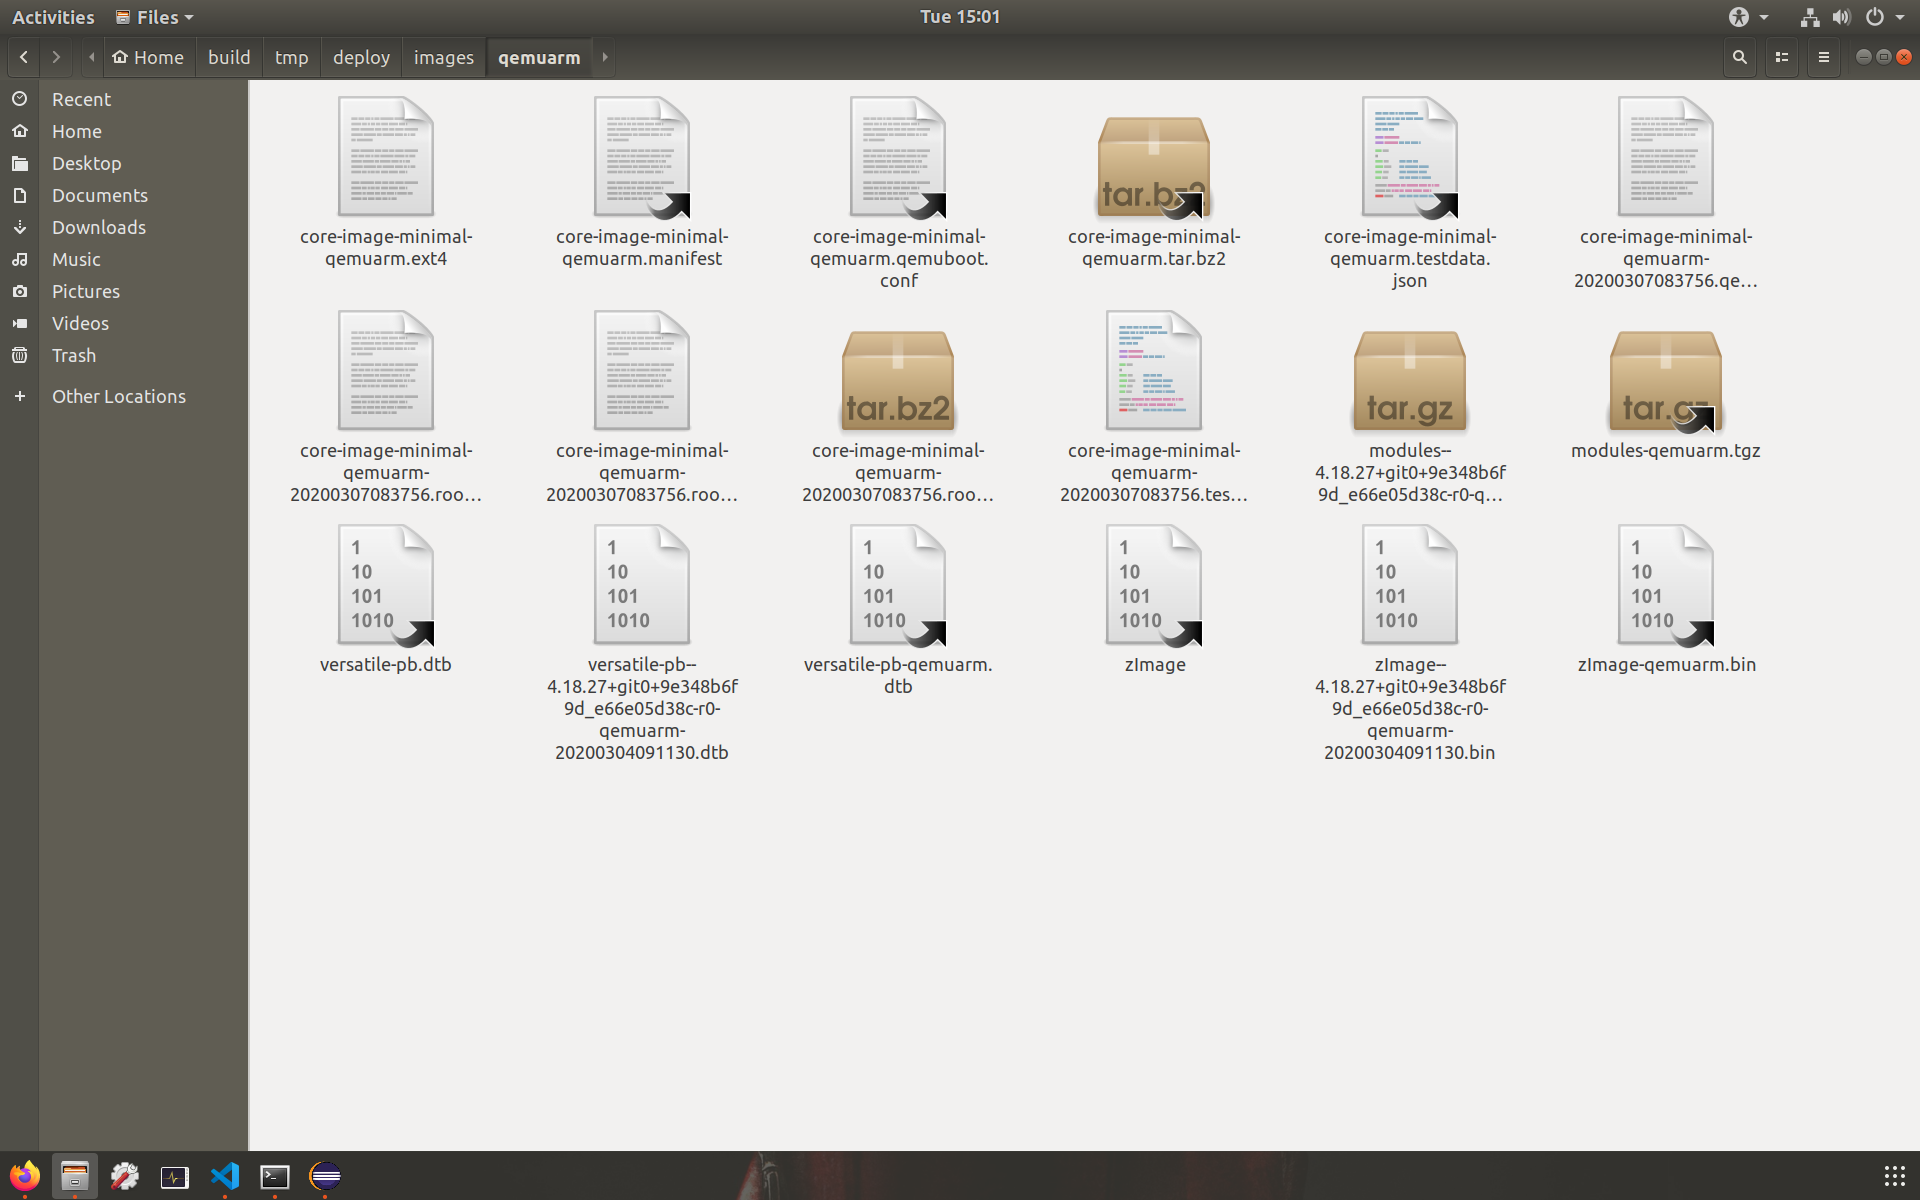 Activities
Files
Tue 15:01
Home
build
tmp
deploy
images
qemuarm
Recent
Home
Desktop
Documents
Downloads
Music
Pictures
Videos
Trash
Other Locations
core-image-minimal-
qemuarm.ext4
core-image-minimal-
qemuarm.manifest
core-image-minimal-
qemuarm.qemuboot.
conf
tar.bz2
core-image-minimal-
qemuarm.tar.bz2
core-image-minimal-
qemuarm.testdata.
json
core-image-minimal-
qemuarm-
20200307083756.qe…
core-image-minimal-
qemuarm-
20200307083756.roo…
core-image-minimal-
qemuarm-
20200307083756.roo…
tar.bz2
core-image-minimal-
qemuarm-
20200307083756.roo…
core-image-minimal-
qemuarm-
20200307083756.tes…
tar.gz
modules--
4.18.27+git0+9e348b6f
9d_e66e05d38c-r0-q…
tar.gz
modules-qemuarm.tgz
1
10
101
1010
versatile-pb.dtb
1
10
101
1010
versatile-pb--
4.18.27+git0+9e348b6f
9d_e66e05d38c-r0-
qemuarm-
20200304091130.dtb
1
10
101
1010
versatile-pb-qemuarm.
dtb
1
10
101
1010
zImage
1
10
101
1010
zImage--
4.18.27+git0+9e348b6f
9d_e66e05d38c-r0-
qemuarm-
20200304091130.bin
1
10
101
1010
zImage-qemuarm.bin